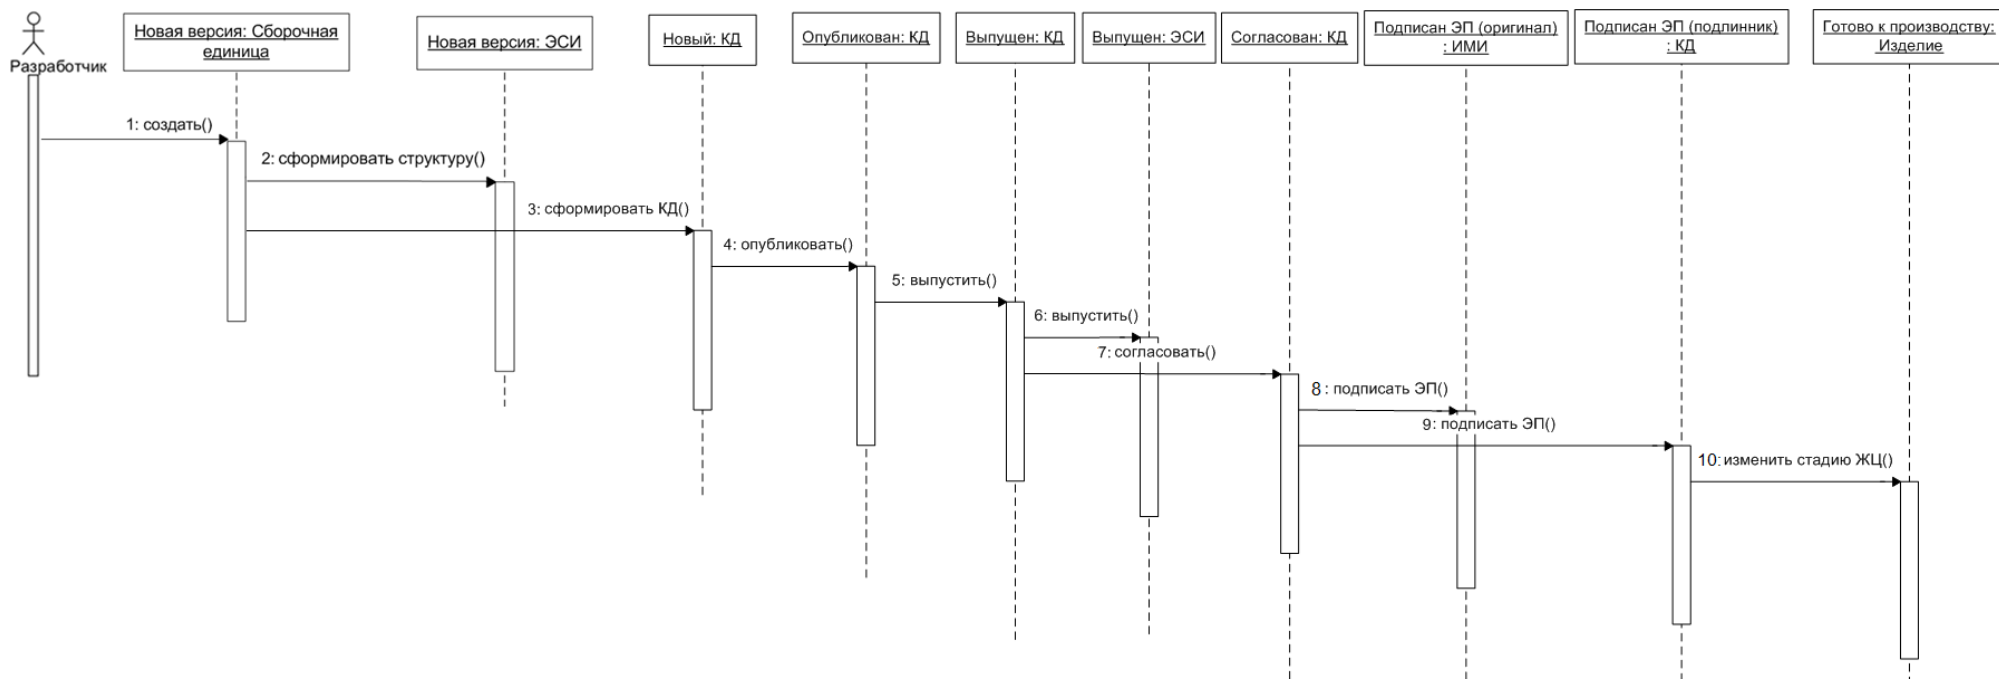 Разработчик
Новая версия: Сборочная
единица
Новая версия: ЭСИ
Новый: КД
Опубликован: КД
Выпущен: КД
Выпущен: ЭСИ
Согласован: КД
Подписан ЭП (оригинал)
: ИМИ
Подписан ЭП (подлинник)
: КД
Готово к производству:
Изделие
1: создать()
2: сформировать структуру()
3: сформировать КД()
4: опубликовать()
5: выпустить()
6: выпустить()
7: согласовать()
8 : подписать ЭП()
9: подписать ЭП()
10: изменить стадию ЖЦ()